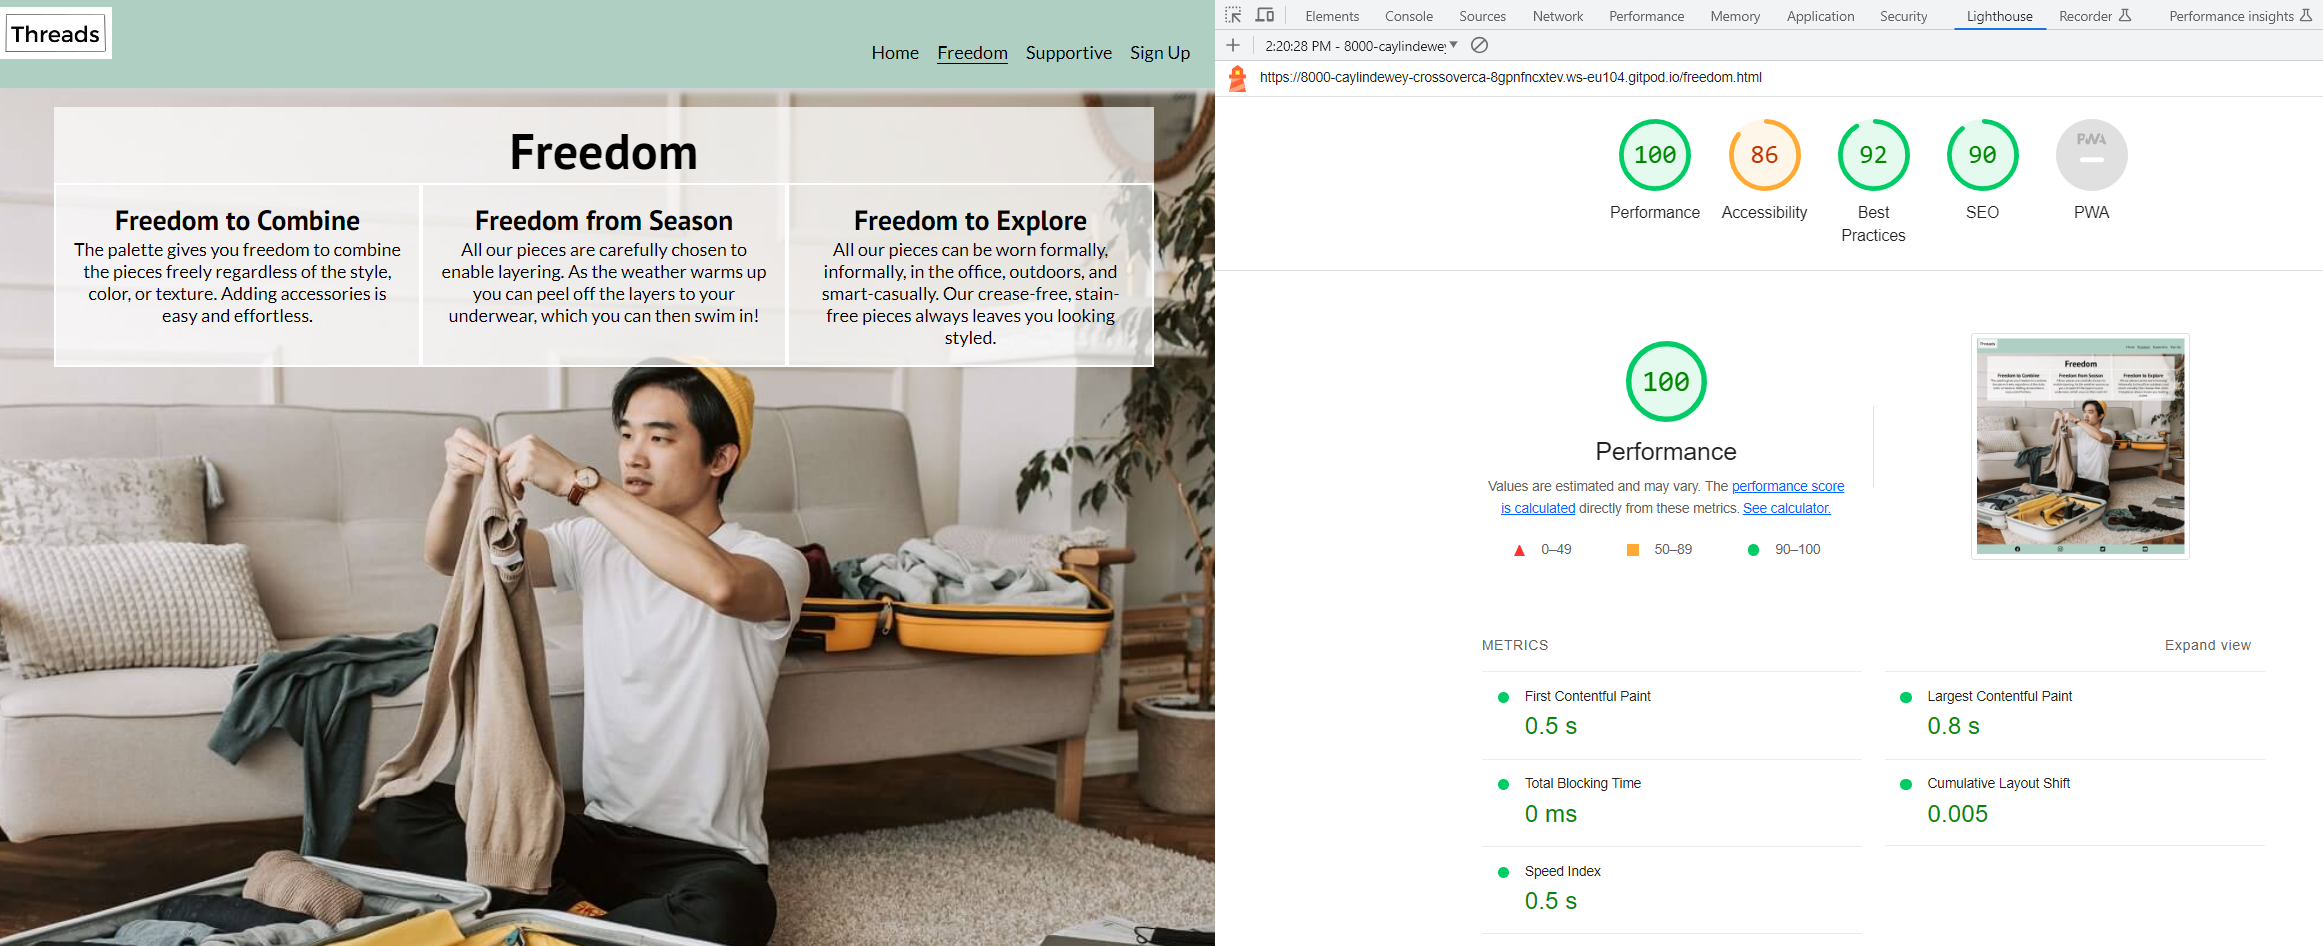 Threads
Home Freedom Supportive Sign Up
Freedom
Freedom to Combine
The palette gives you freedom to combine
the pieces freely regardless of the style,
color, or texture. Adding accessories is
easy and effortless.
Freedom from Season
All our pieces are carefully chosen to
enable layering. As the weather warms up
you can peel off the layers to your
underwear, which you can then swim in!
Freedom to Explore
All our pieces can be worn formally,
informally, in the office, outdoors, and
smart-casually. Our crease-free, stain-
free pieces always leaves you looking
styled.
Elements Console Sources Network Performance Memory Application Security Lighthouse Recorder Performance insights
2:20:28 PM - 8000-caylindewey
https://8000-caylindewey-crossoverca-8gpnfncxtev.ws-eu104.gitpod.io/freedom.html
100 86 92 90 PWA
Performance Accessibility Best Practices SEO PWA
100
Performance
Values are estimated and may vary. The performance score
is calculated directly from these metrics. See calculator.
0–49 50–89 90–100
METRICS
Expand view
First Contentful Paint
0.5 s
Largest Contentful Paint
0.8 s
Total Blocking Time
0 ms
Cumulative Layout Shift
0.005
Speed Index
0.5 s